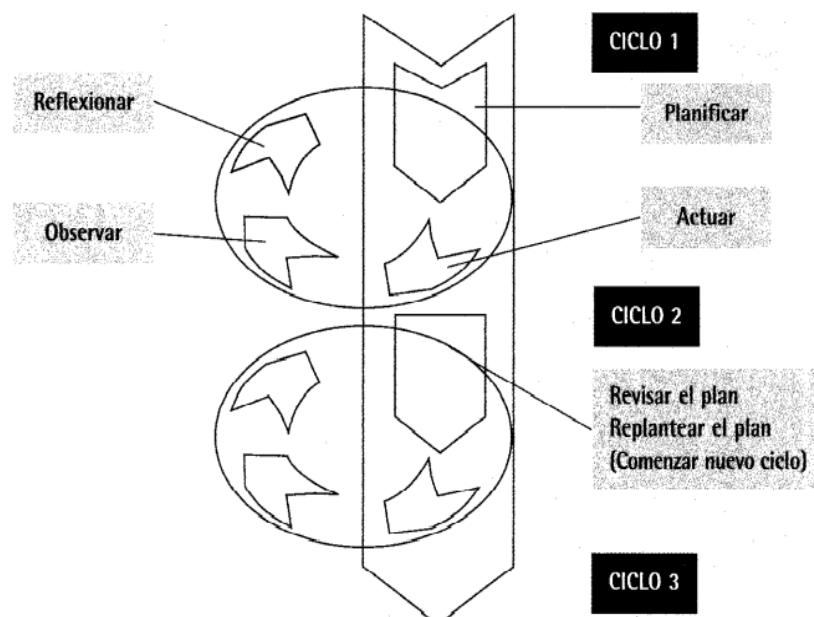 CICLO 1
Reflexionar
Planificar
Observar
Actuar
CICLO 2
Revisar el plan
Replantear el plan
(Comenzar nuevo ciclo)
CICLO 3